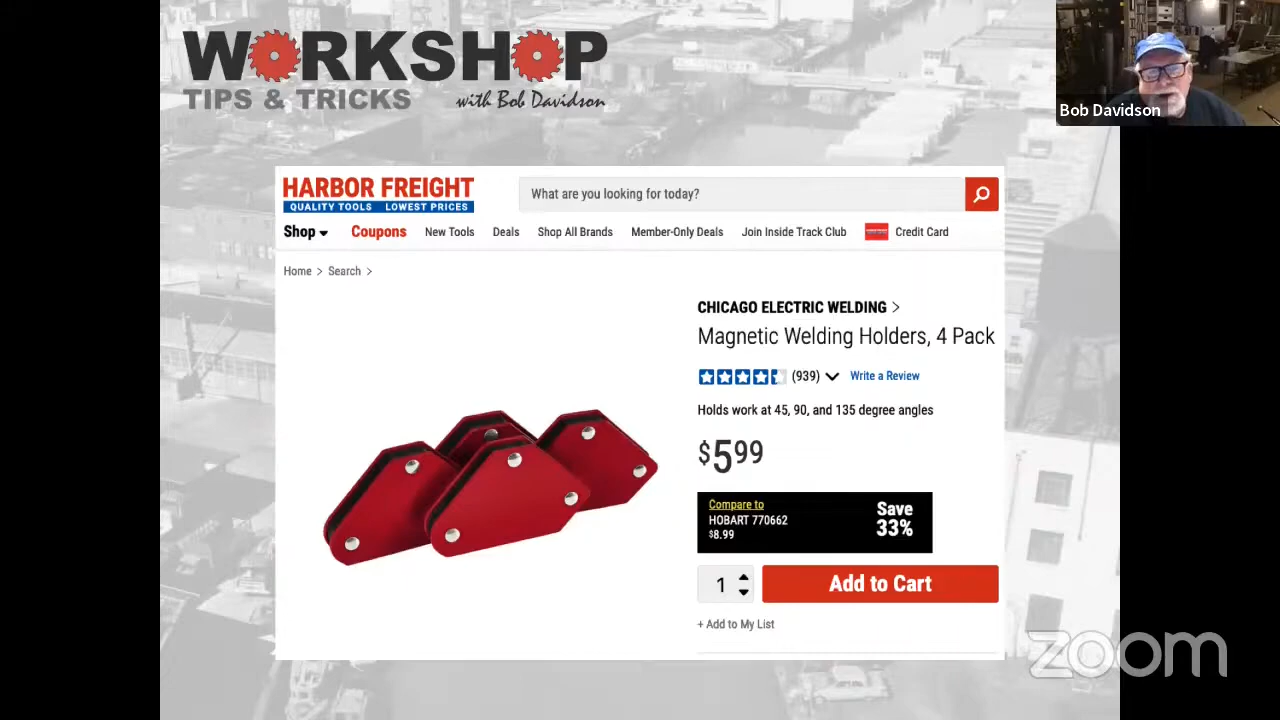 WORKSHOP
TIPS & TRICKS with Bob Davidson
Bob Davidson
HARBOR FREIGHT
QUALITY TOOLS LOWEST PRICES
What are you looking for today?
Shop Coupons New Tools Deals Shop All Brands Member-Only Deals Join Inside Track Club Credit Card
Home > Search >
CHICAGO ELECTRIC WELDING >
Magnetic Welding Holders, 4 Pack
(939) Write a Review
Holds work at 45, 90, and 135 degree angles
$599
Compare to
HOBART 770662
$8.99
Save
33%
1 Add to Cart
+ Add to My List
zoom